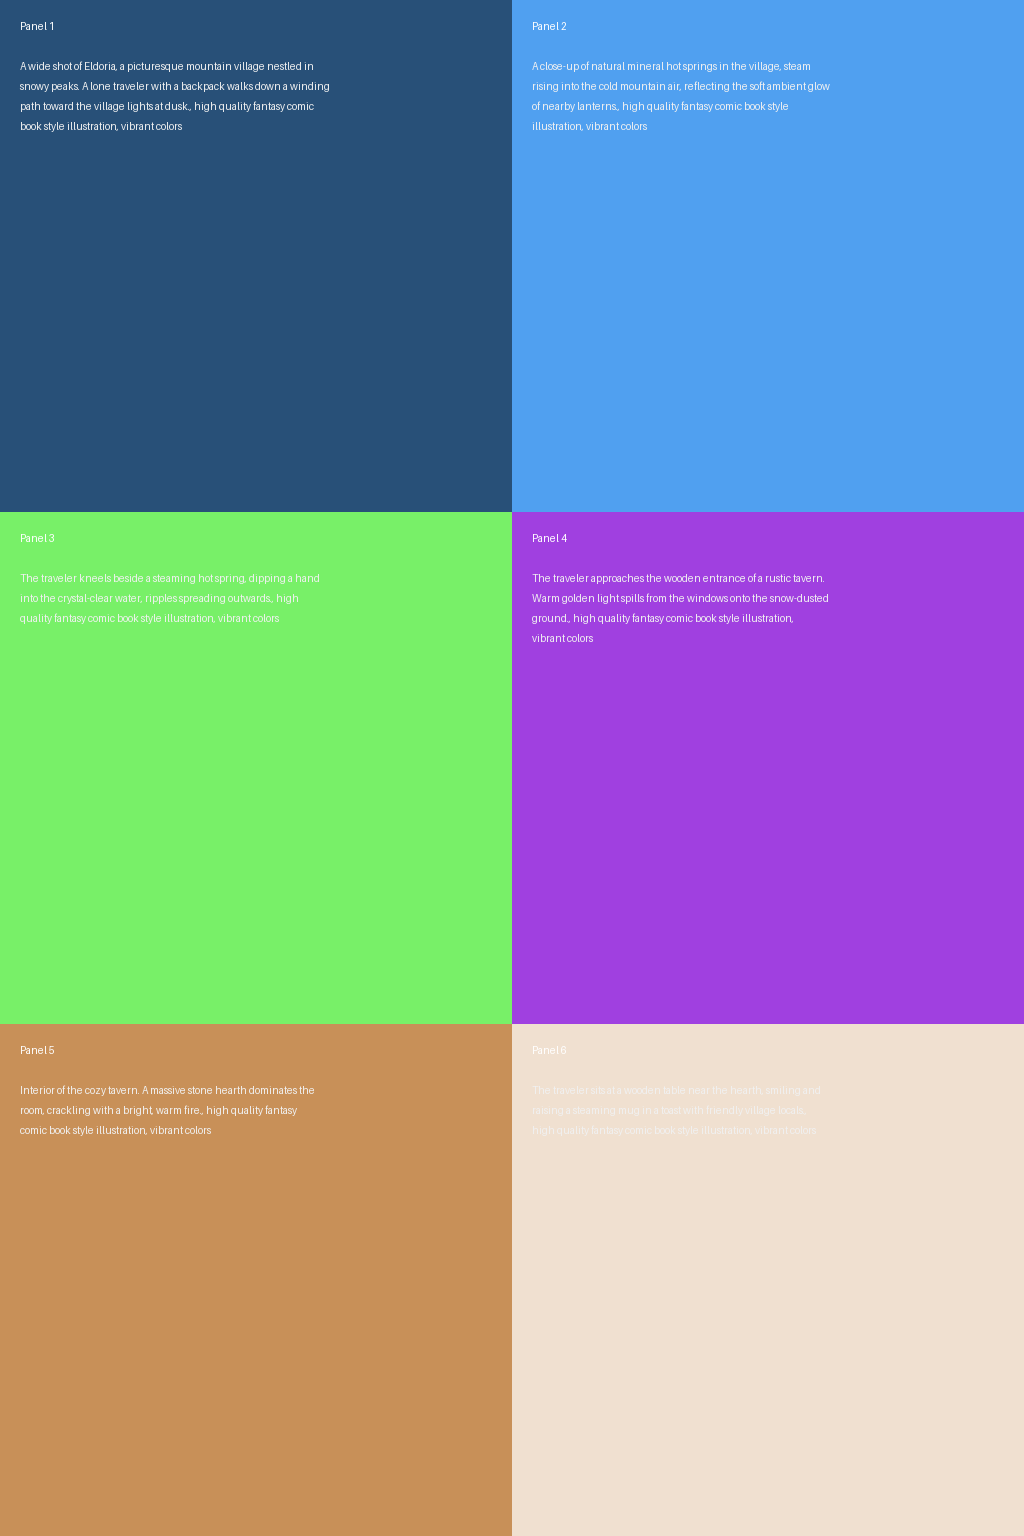 Panel 1
A wide shot of Eldoria, a picturesque mountain village nestled in
snowy peaks. A lone traveler with a backpack walks down a winding
path toward the village lights at dusk., high quality fantasy comic
book style illustration, vibrant colors
Panel 2
A close-up of natural mineral hot springs in the village, steam
rising into the cold mountain air, reflecting the soft ambient glow
of nearby lanterns., high quality fantasy comic book style
illustration, vibrant colors
Panel 3
The traveler kneels beside a steaming hot spring, dipping a hand
into the crystal-clear water, ripples spreading outwards., high
quality fantasy comic book style illustration, vibrant colors
Panel 4
The traveler approaches the wooden entrance of a rustic tavern.
Warm golden light spills from the windows onto the snow-dusted
ground., high quality fantasy comic book style illustration,
vibrant colors
Panel 5
Interior of the cozy tavern. A massive stone hearth dominates the
room, crackling with a bright, warm fire., high quality fantasy
comic book style illustration, vibrant colors
Panel 6
The traveler sits at a wooden table near the hearth, smiling and
raising a steaming mug in a toast with friendly village locals.,
high quality fantasy comic book style illustration, vibrant colors